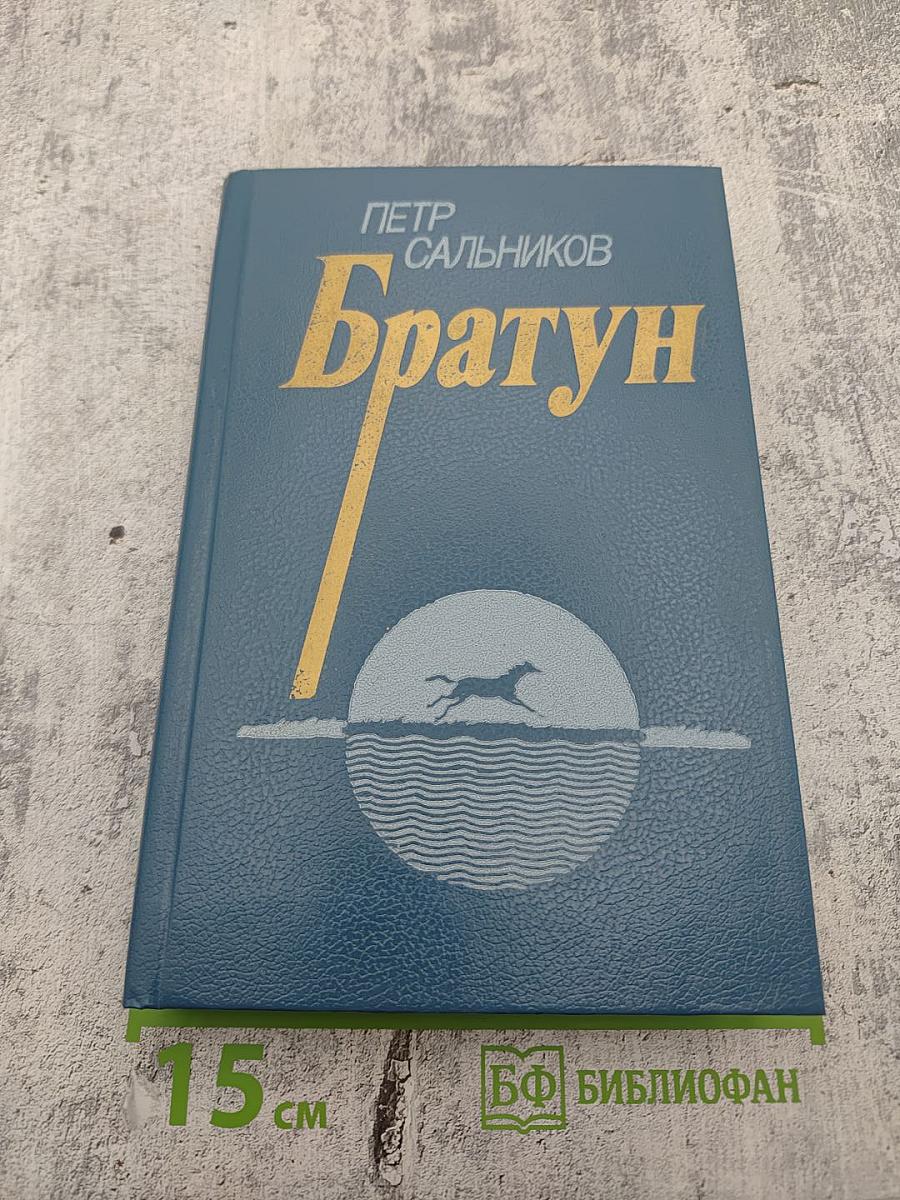 ПЕТР
САЛЬНИКОВ
Братун
15 см
БФ БИБЛИОФАН